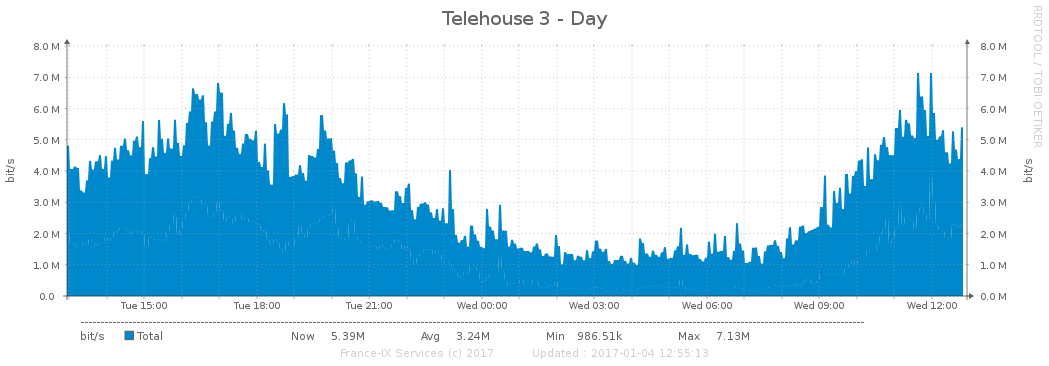 Telehouse 3 - Day
RRDTOOL / TOBI OETIKER
bit/s
8.0 M 8.0 M
7.0 M 7.0 M
6.0 M 6.0 M
5.0 M 5.0 M
4.0 M 4.0 M
3.0 M 3.0 M
2.0 M 2.0 M
1.0 M 1.0 M
0.0 0.0 M
bit/s
Tue 15:00 Tue 18:00 Tue 21:00 Wed 00:00 Wed 03:00 Wed 06:00 Wed 09:00 Wed 12:00
bit/s Total Now 5.39M Avg 3.24M Min 986.51k Max 7.13M
France-IX Services (c) 2017 Updated : 2017-01-04 12:55:13